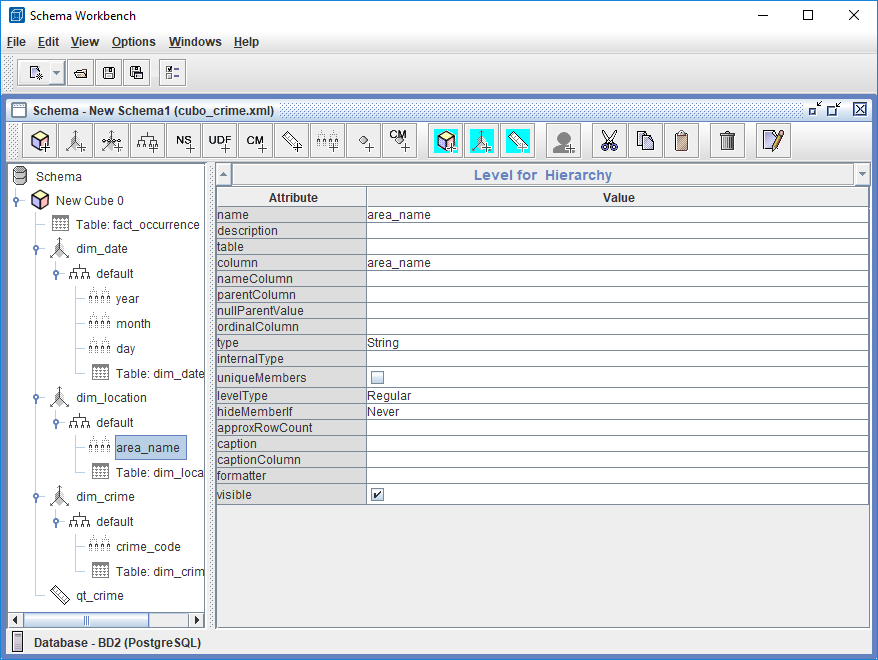 Schema Workbench
File Edit View Options Windows Help
Schema - New Schema1 (cubo_crime.xml)
NS UDF CM CM
Schema
New Cube 0
Table: fact_occurrence
dim_date
default
year
month
day
Table: dim_date
dim_location
default
area_name
Table: dim_loca
dim_crime
default
crime_code
Table: dim_crim
qt_crime
Level for Hierarchy
Attribute Value
name area_name
description
table
column area_name
nameColumn
parentColumn
nullParentValue
ordinalColumn
type String
internalType
uniqueMembers
levelType Regular
hideMemberIf Never
approxRowCount
caption
captionColumn
formatter
visible
Database - BD2 (PostgreSQL)